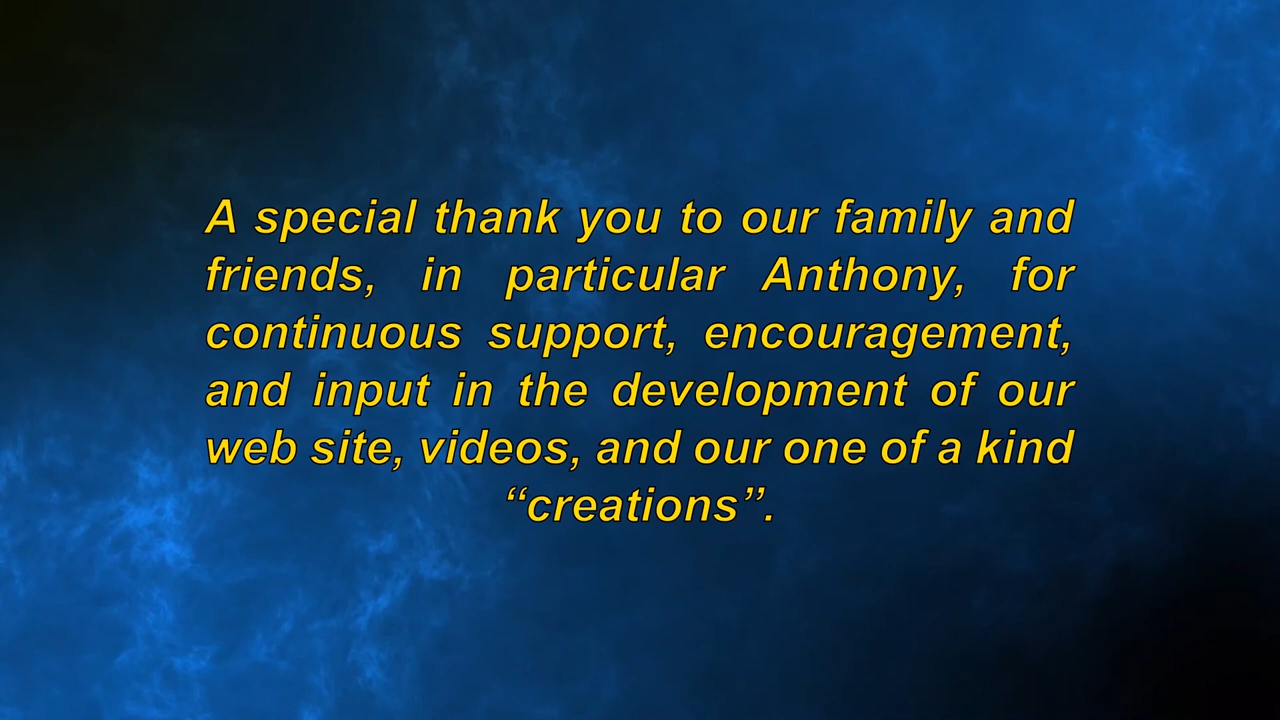 A special thank you to our family and
friends, in particular Anthony, for
continuous support, encouragement,
and input in the development of our
web site, videos, and our one of a kind
“creations”.